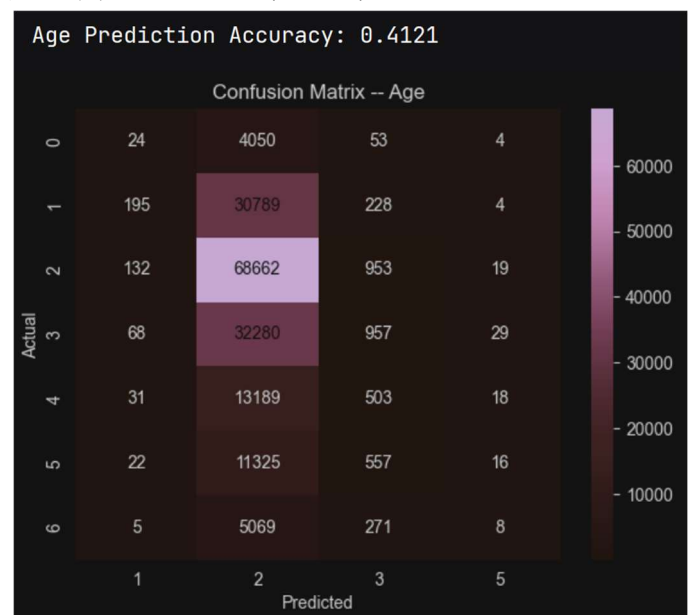 Age Prediction Accuracy: 0.4121
Confusion Matrix -- Age
0 24 4050 53 4
1 195 30789 228 4
2 132 68662 953 19
3 68 32280 957 29
4 31 13189 503 18
5 22 11325 557 16
6 5 5069 271 8
1 2 3 5
Actual
Predicted
60000
50000
40000
30000
20000
10000